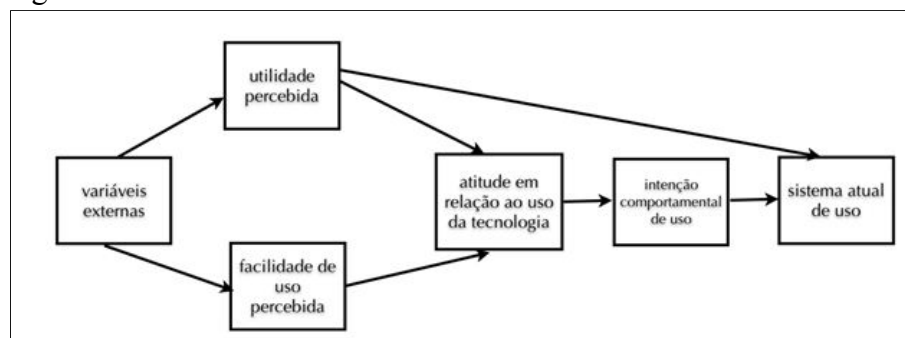 utilidade
percebida
variáveis
externas
facilidade de
uso
percebida
atitude em
relação ao uso
da tecnologia
intenção
comportamental
de uso
sistema atual
de uso